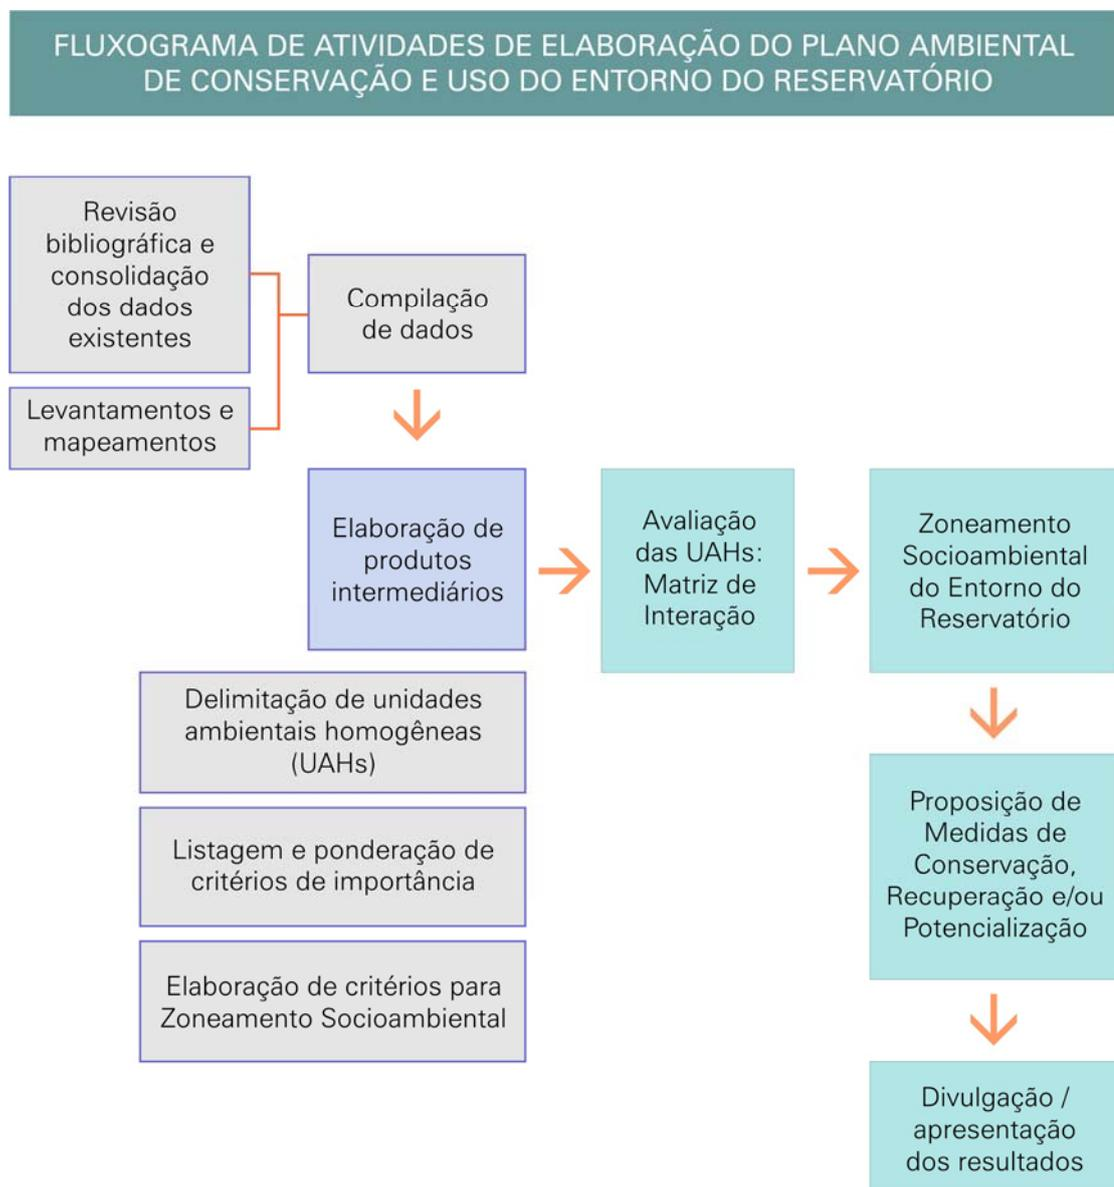 FLUXOGRAMA DE ATIVIDADES DE ELABORAÇÃO DO PLANO AMBIENTAL
DE CONSERVAÇÃO E USO DO ENTORNO DO RESERVATÓRIO
Revisão
bibliográfica e
consolidação
dos dados
existentes
Levantamentos e
mapeamentos
Compilação
de dados
Elaboração de
produtos
intermediários
Avaliação
das UAHs:
Matriz de
Interação
Zoneamento
Socioambiental
do Entorno do
Reservatório
Delimitação de unidades
ambientais homogêneas
(UAHs)
Listagem e ponderação de
critérios de importância
Elaboração de critérios para
Zoneamento Socioambiental
Proposição de
Medidas de
Conservação,
Recuperação e/ou
Potencialização
Divulgação /
apresentação
dos resultados